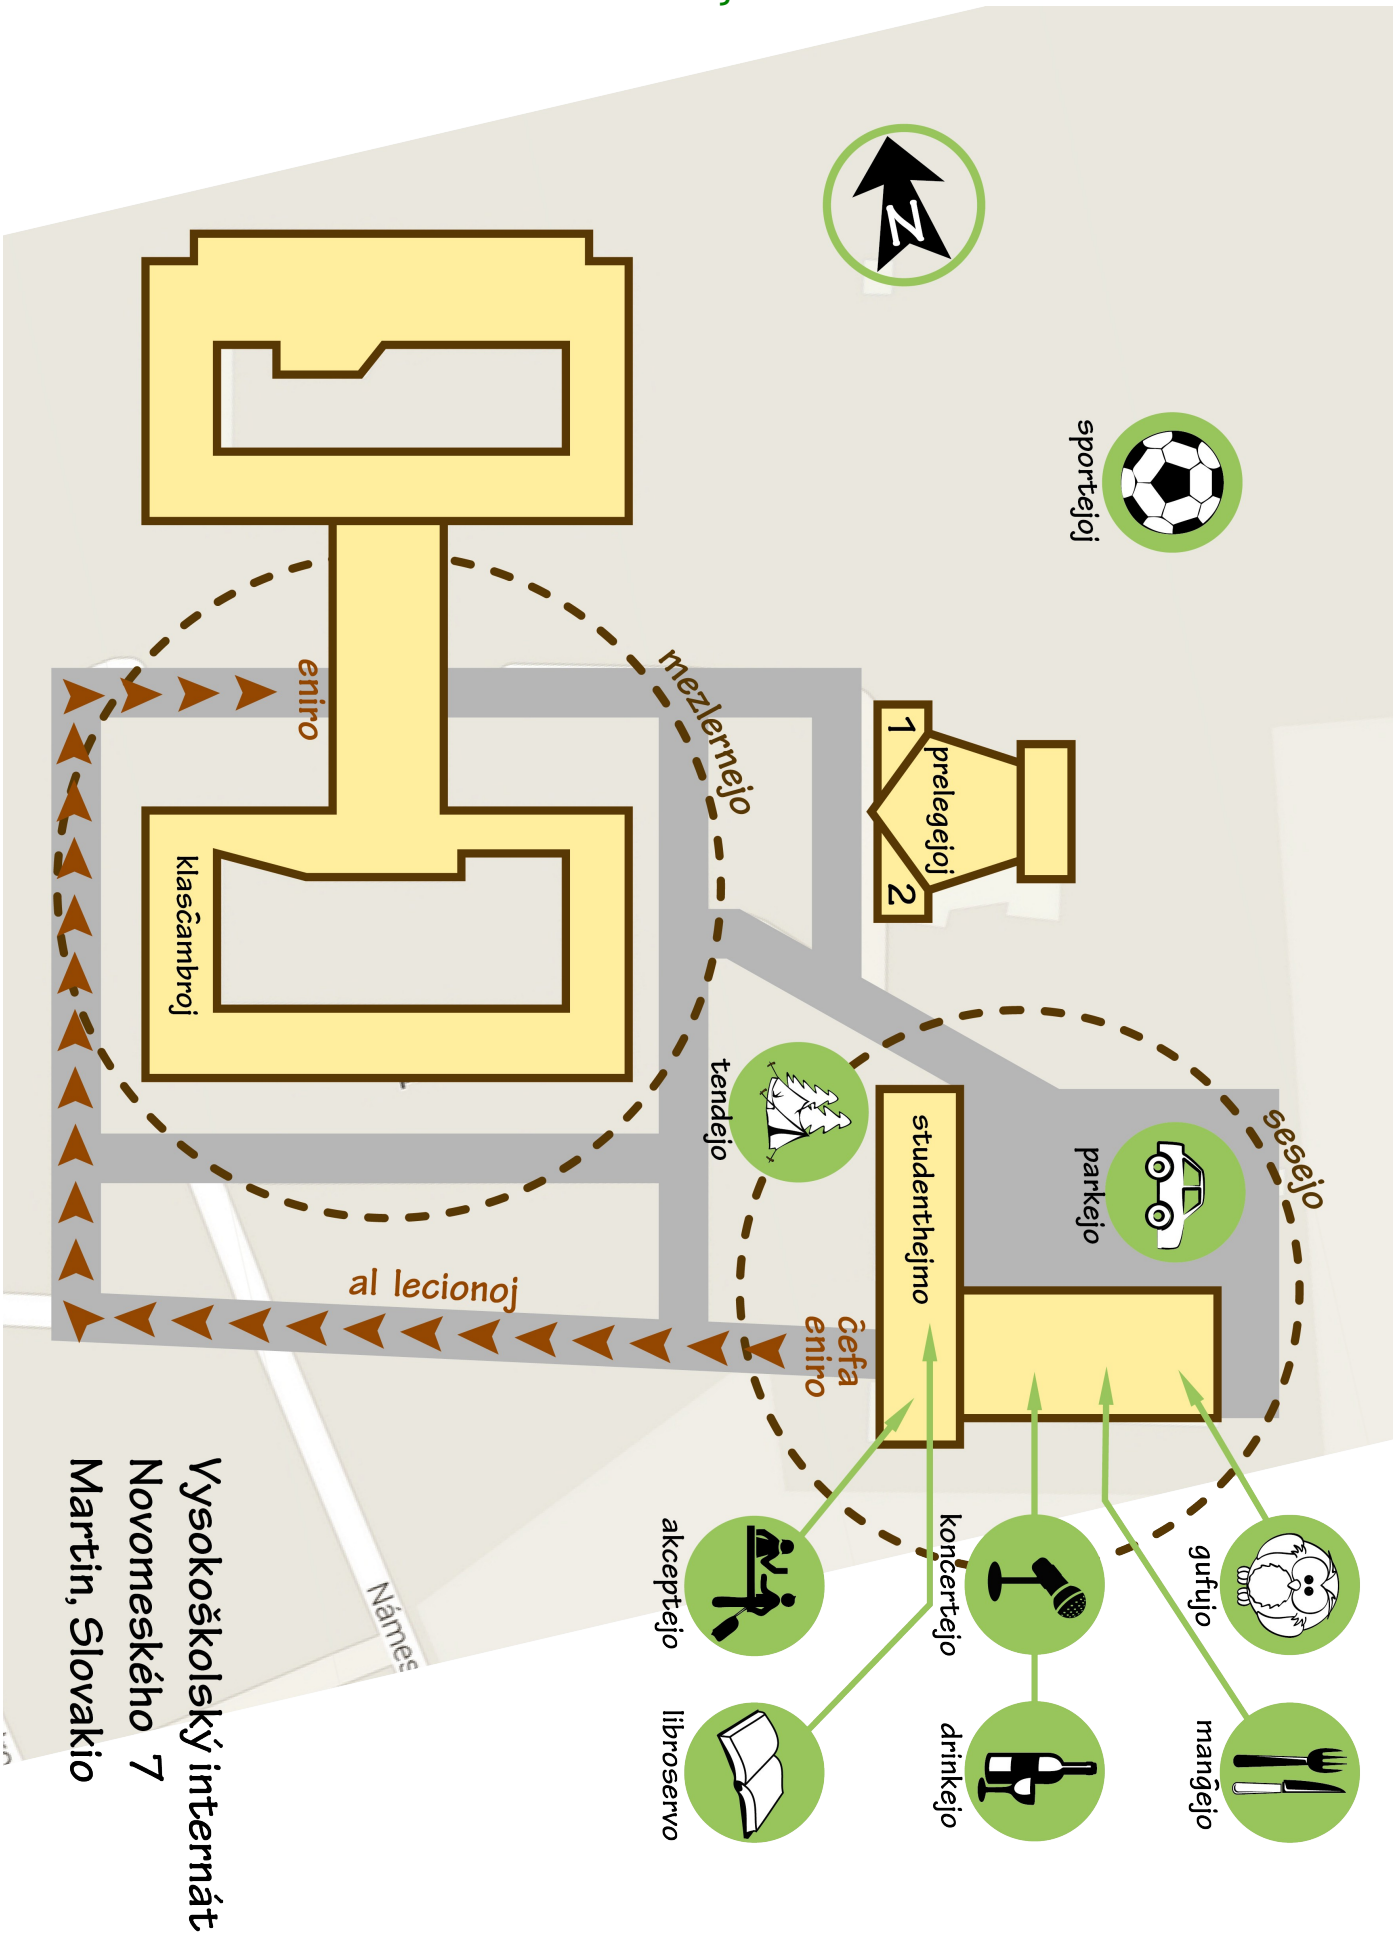 N
sportejoj
mezlernejo
eniro
1
prelegejoj
2
klasĉambroj
tendejo
studenthejmo
sesejo
parkejo
al lecionoj
ĉefa
eniro
akceptejo
koncertejo
gufujo
libroservo
drinkejo
manĝejo
Námes
Vysokoškolský internát
Novomeského 7
Martin, Slovakio